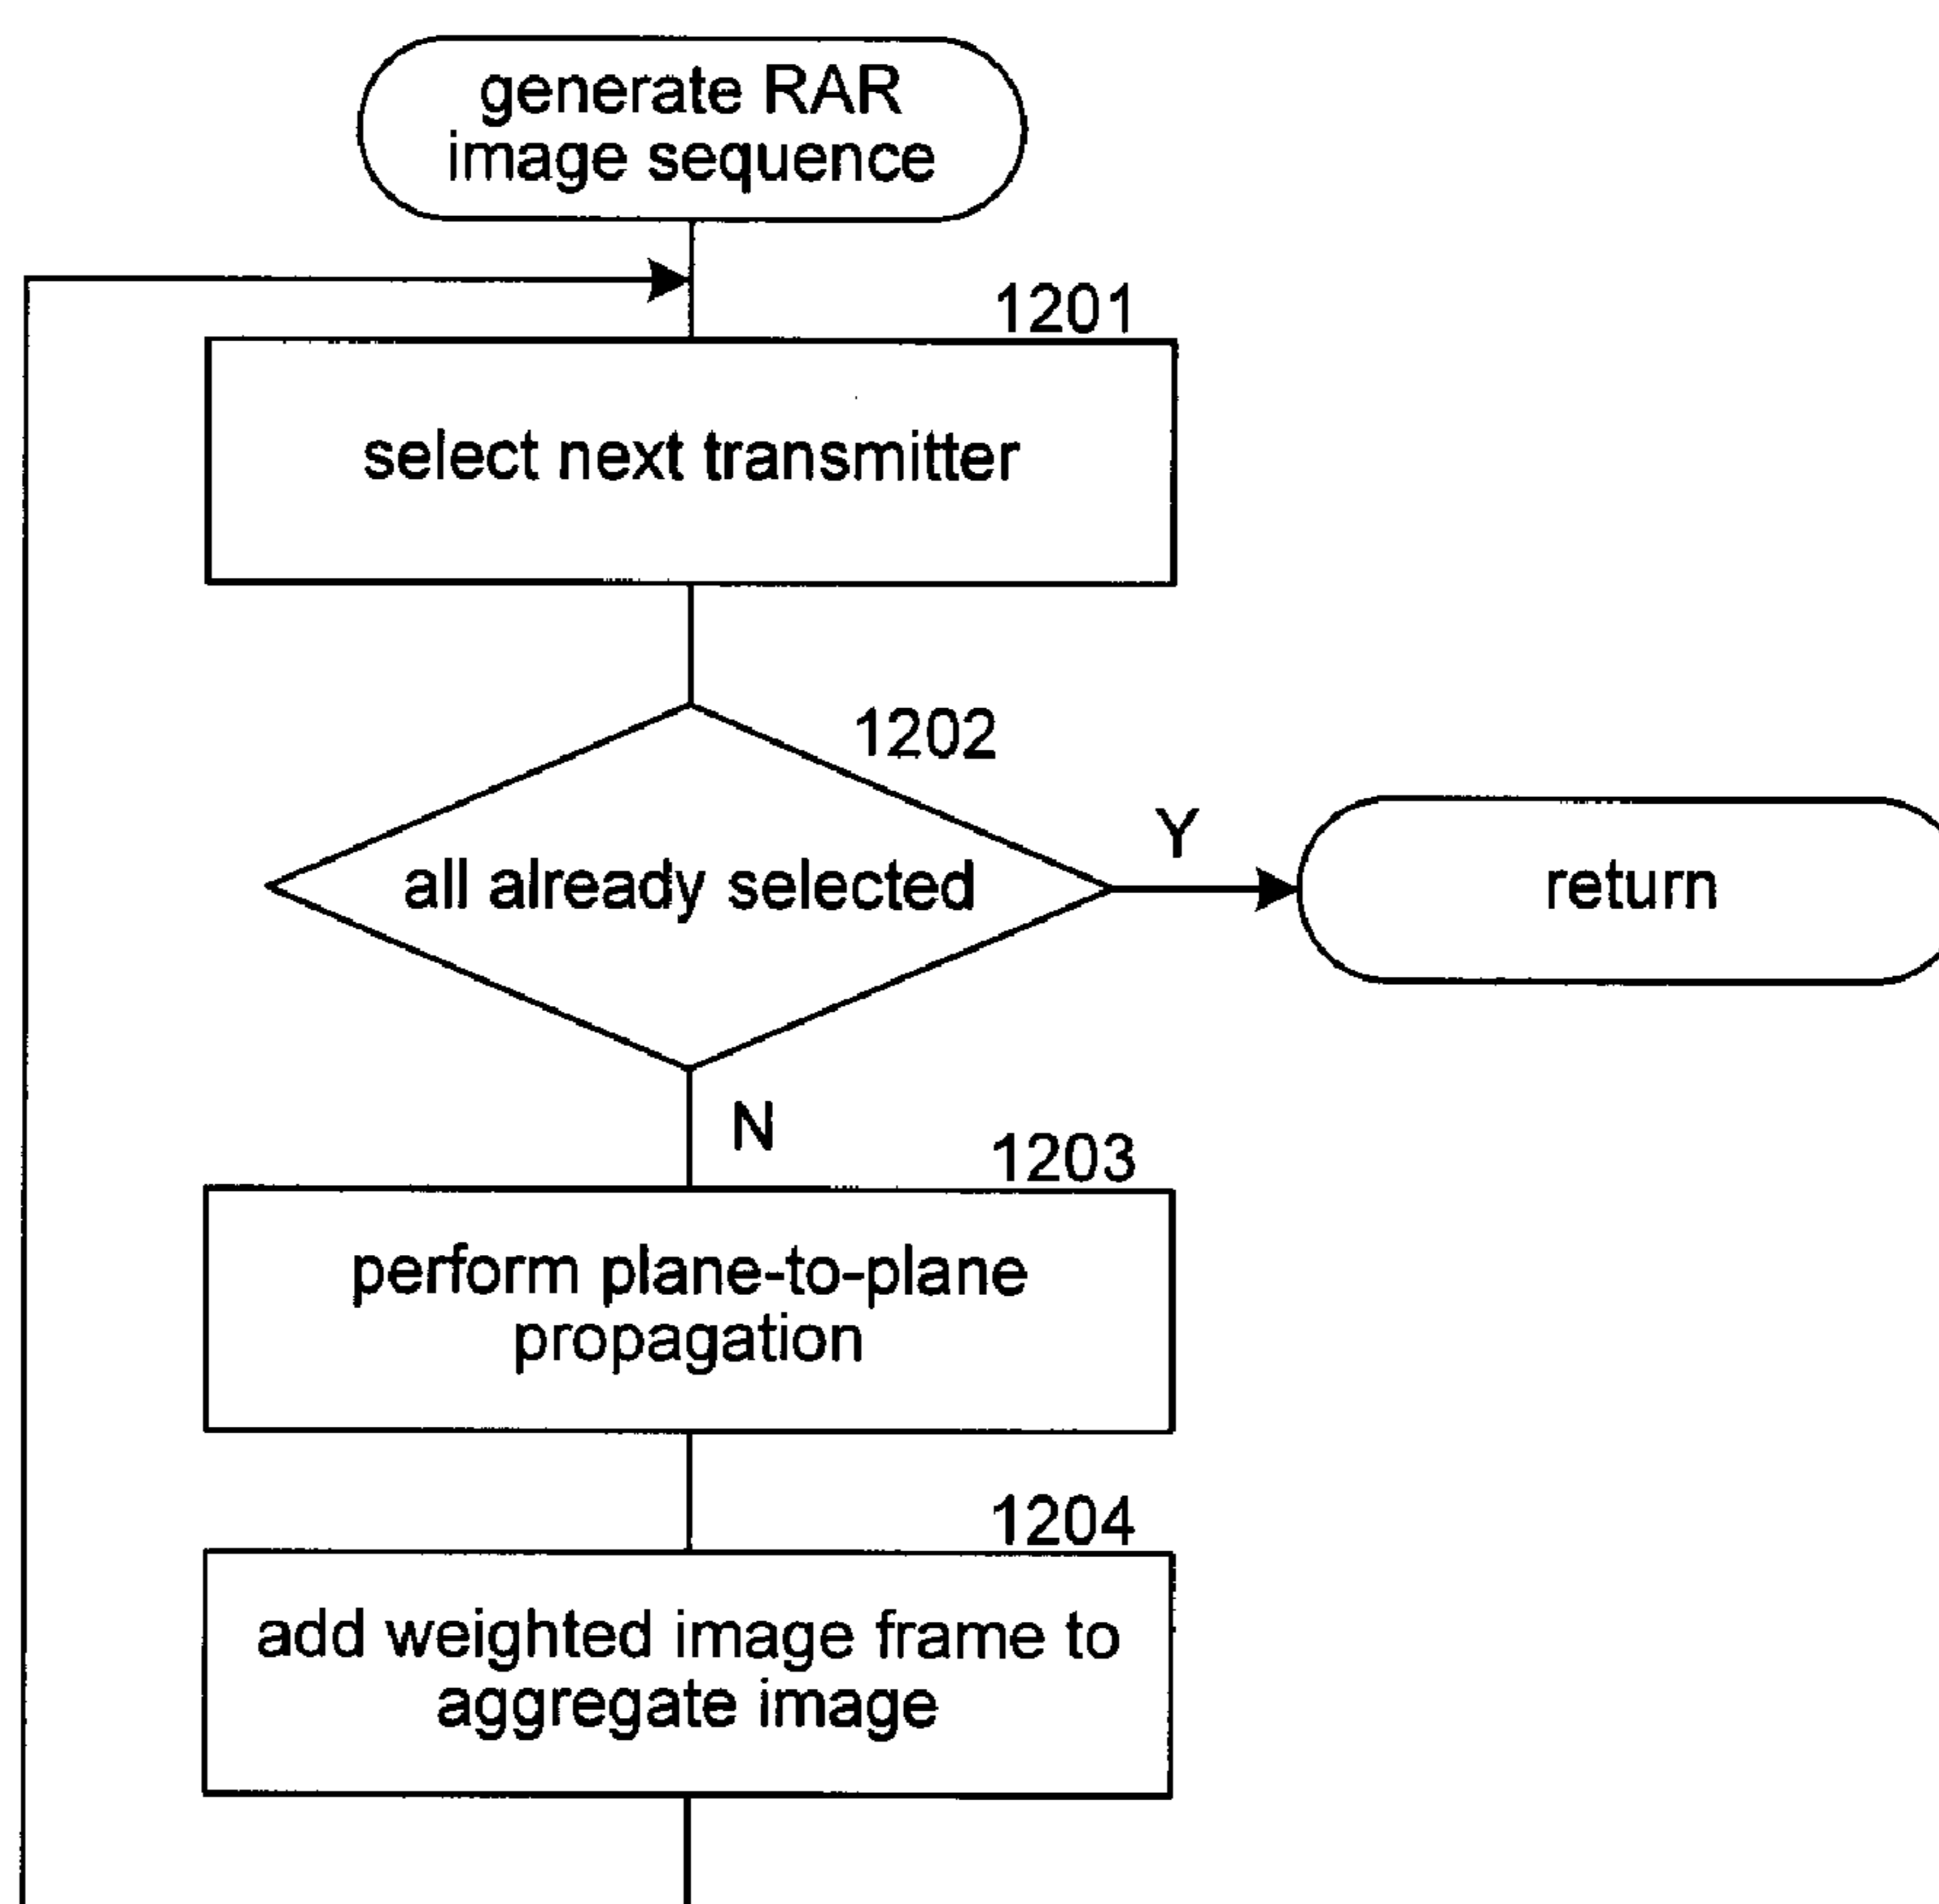 generate RAR
image sequence
1201
select next transmitter
1202
all already selected
Y
return
N
1203
perform plane-to-plane
propagation
1204
add weighted image frame to
aggregate image